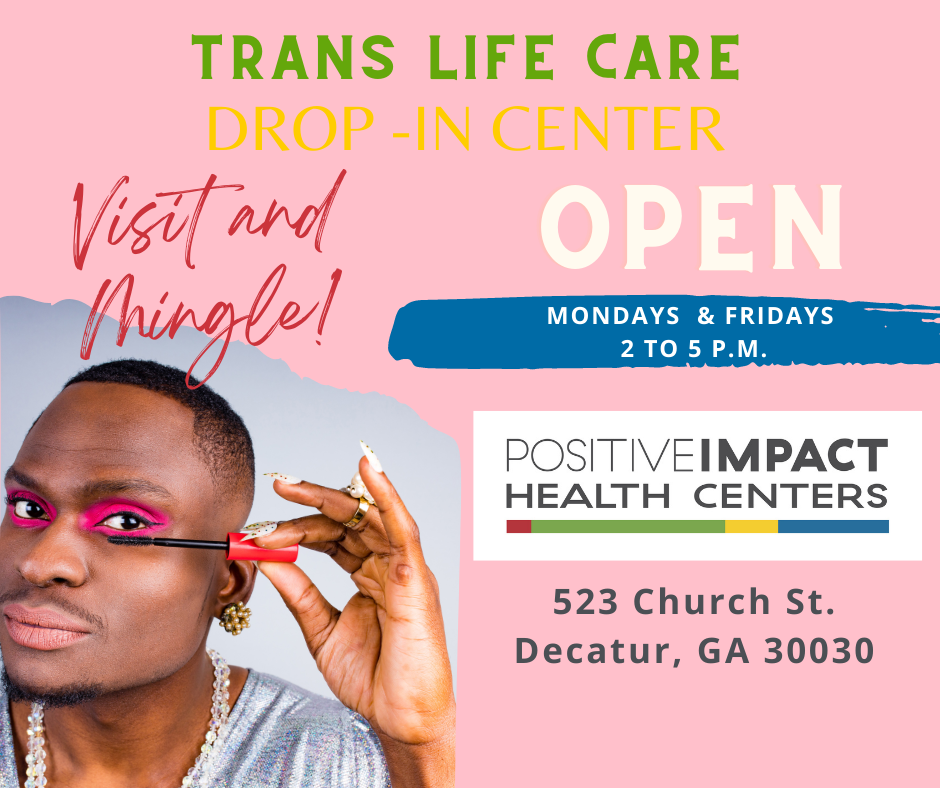 TRANS LIFE CARE
DROP -IN CENTER
Visit and
Mingle!
OPEN
MONDAYS & FRIDAYS
2 TO 5 P.M.
POSITIVEIMPACT
HEALTH CENTERS
523 Church St.
Decatur, GA 30030